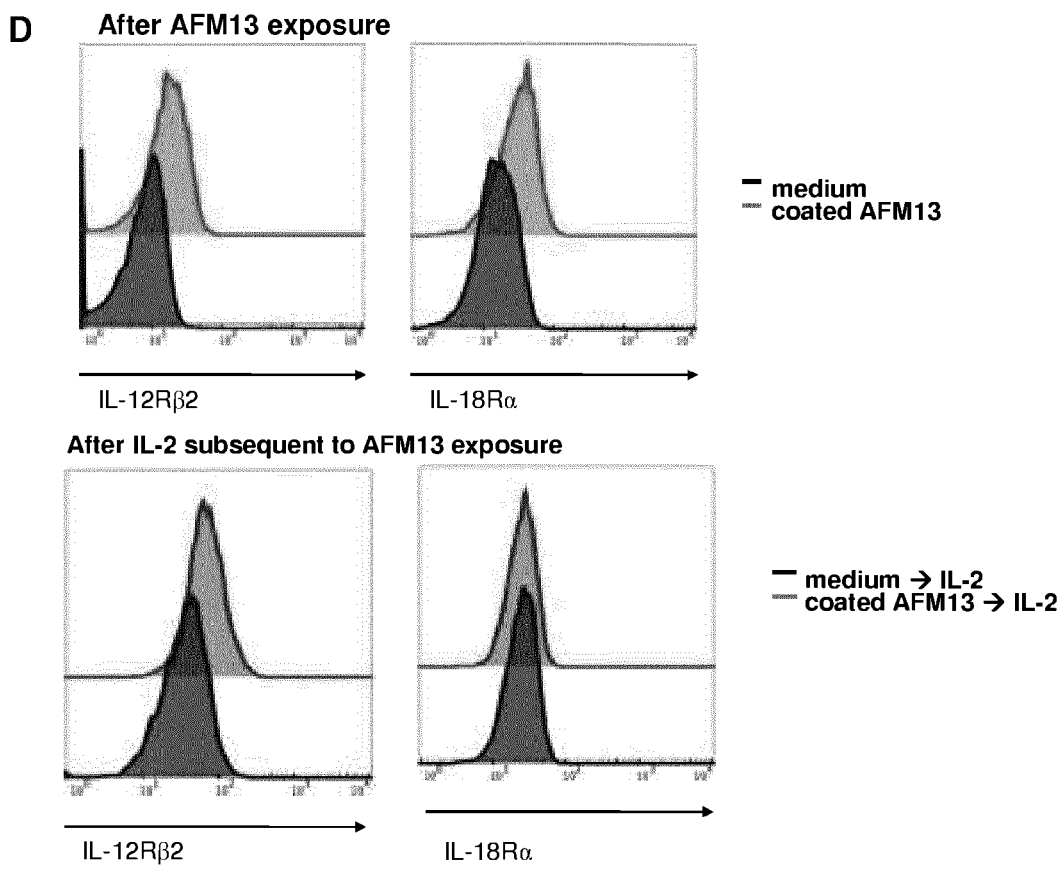 D
After AFM13 exposure
medium
coated AFM13
IL-12Rβ2
IL-18Rα
After IL-2 subsequent to AFM13 exposure
medium → IL-2
coated AFM13 → IL-2
IL-12Rβ2
IL-18Rα